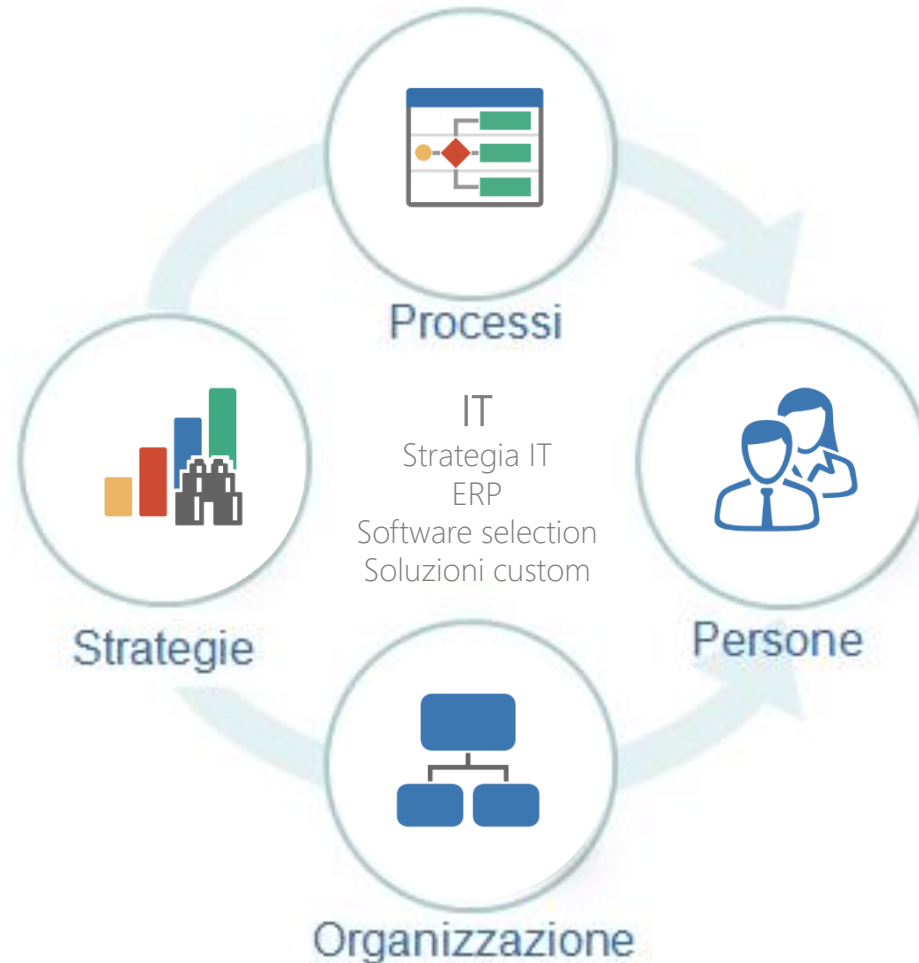 Processi
IT
Strategia IT
ERP
Software selection
Soluzioni custom
Strategie
Persone
Organizzazione